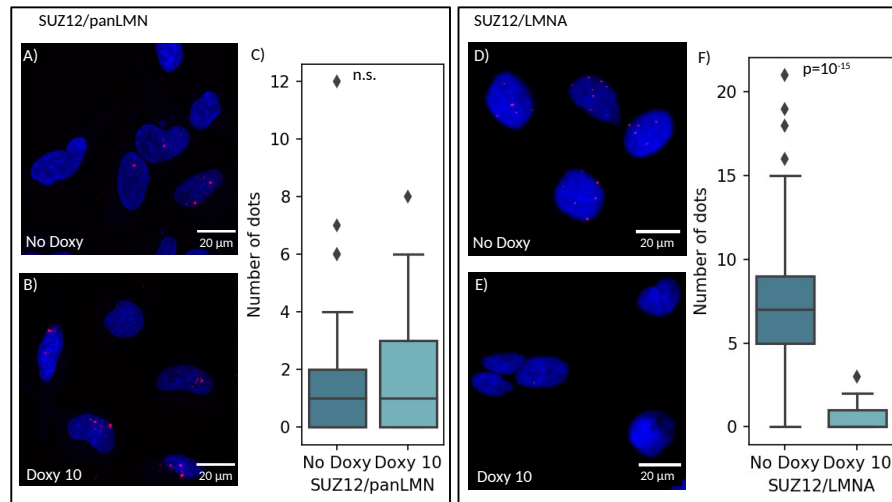 SUZ12/panLMN
A)
No Doxy
20 µm
B)
Doxy 10
20 µm
C)
n.s.
Number of dots
12
10
8
6
4
2
0
No Doxy Doxy 10
SUZ12/panLMN
SUZ12/LMNA
D)
No Doxy
20 µm
E)
Doxy 10
20 µm
F)
p=10⁻¹⁵
Number of dots
20
15
10
5
0
No Doxy Doxy 10
SUZ12/LMNA